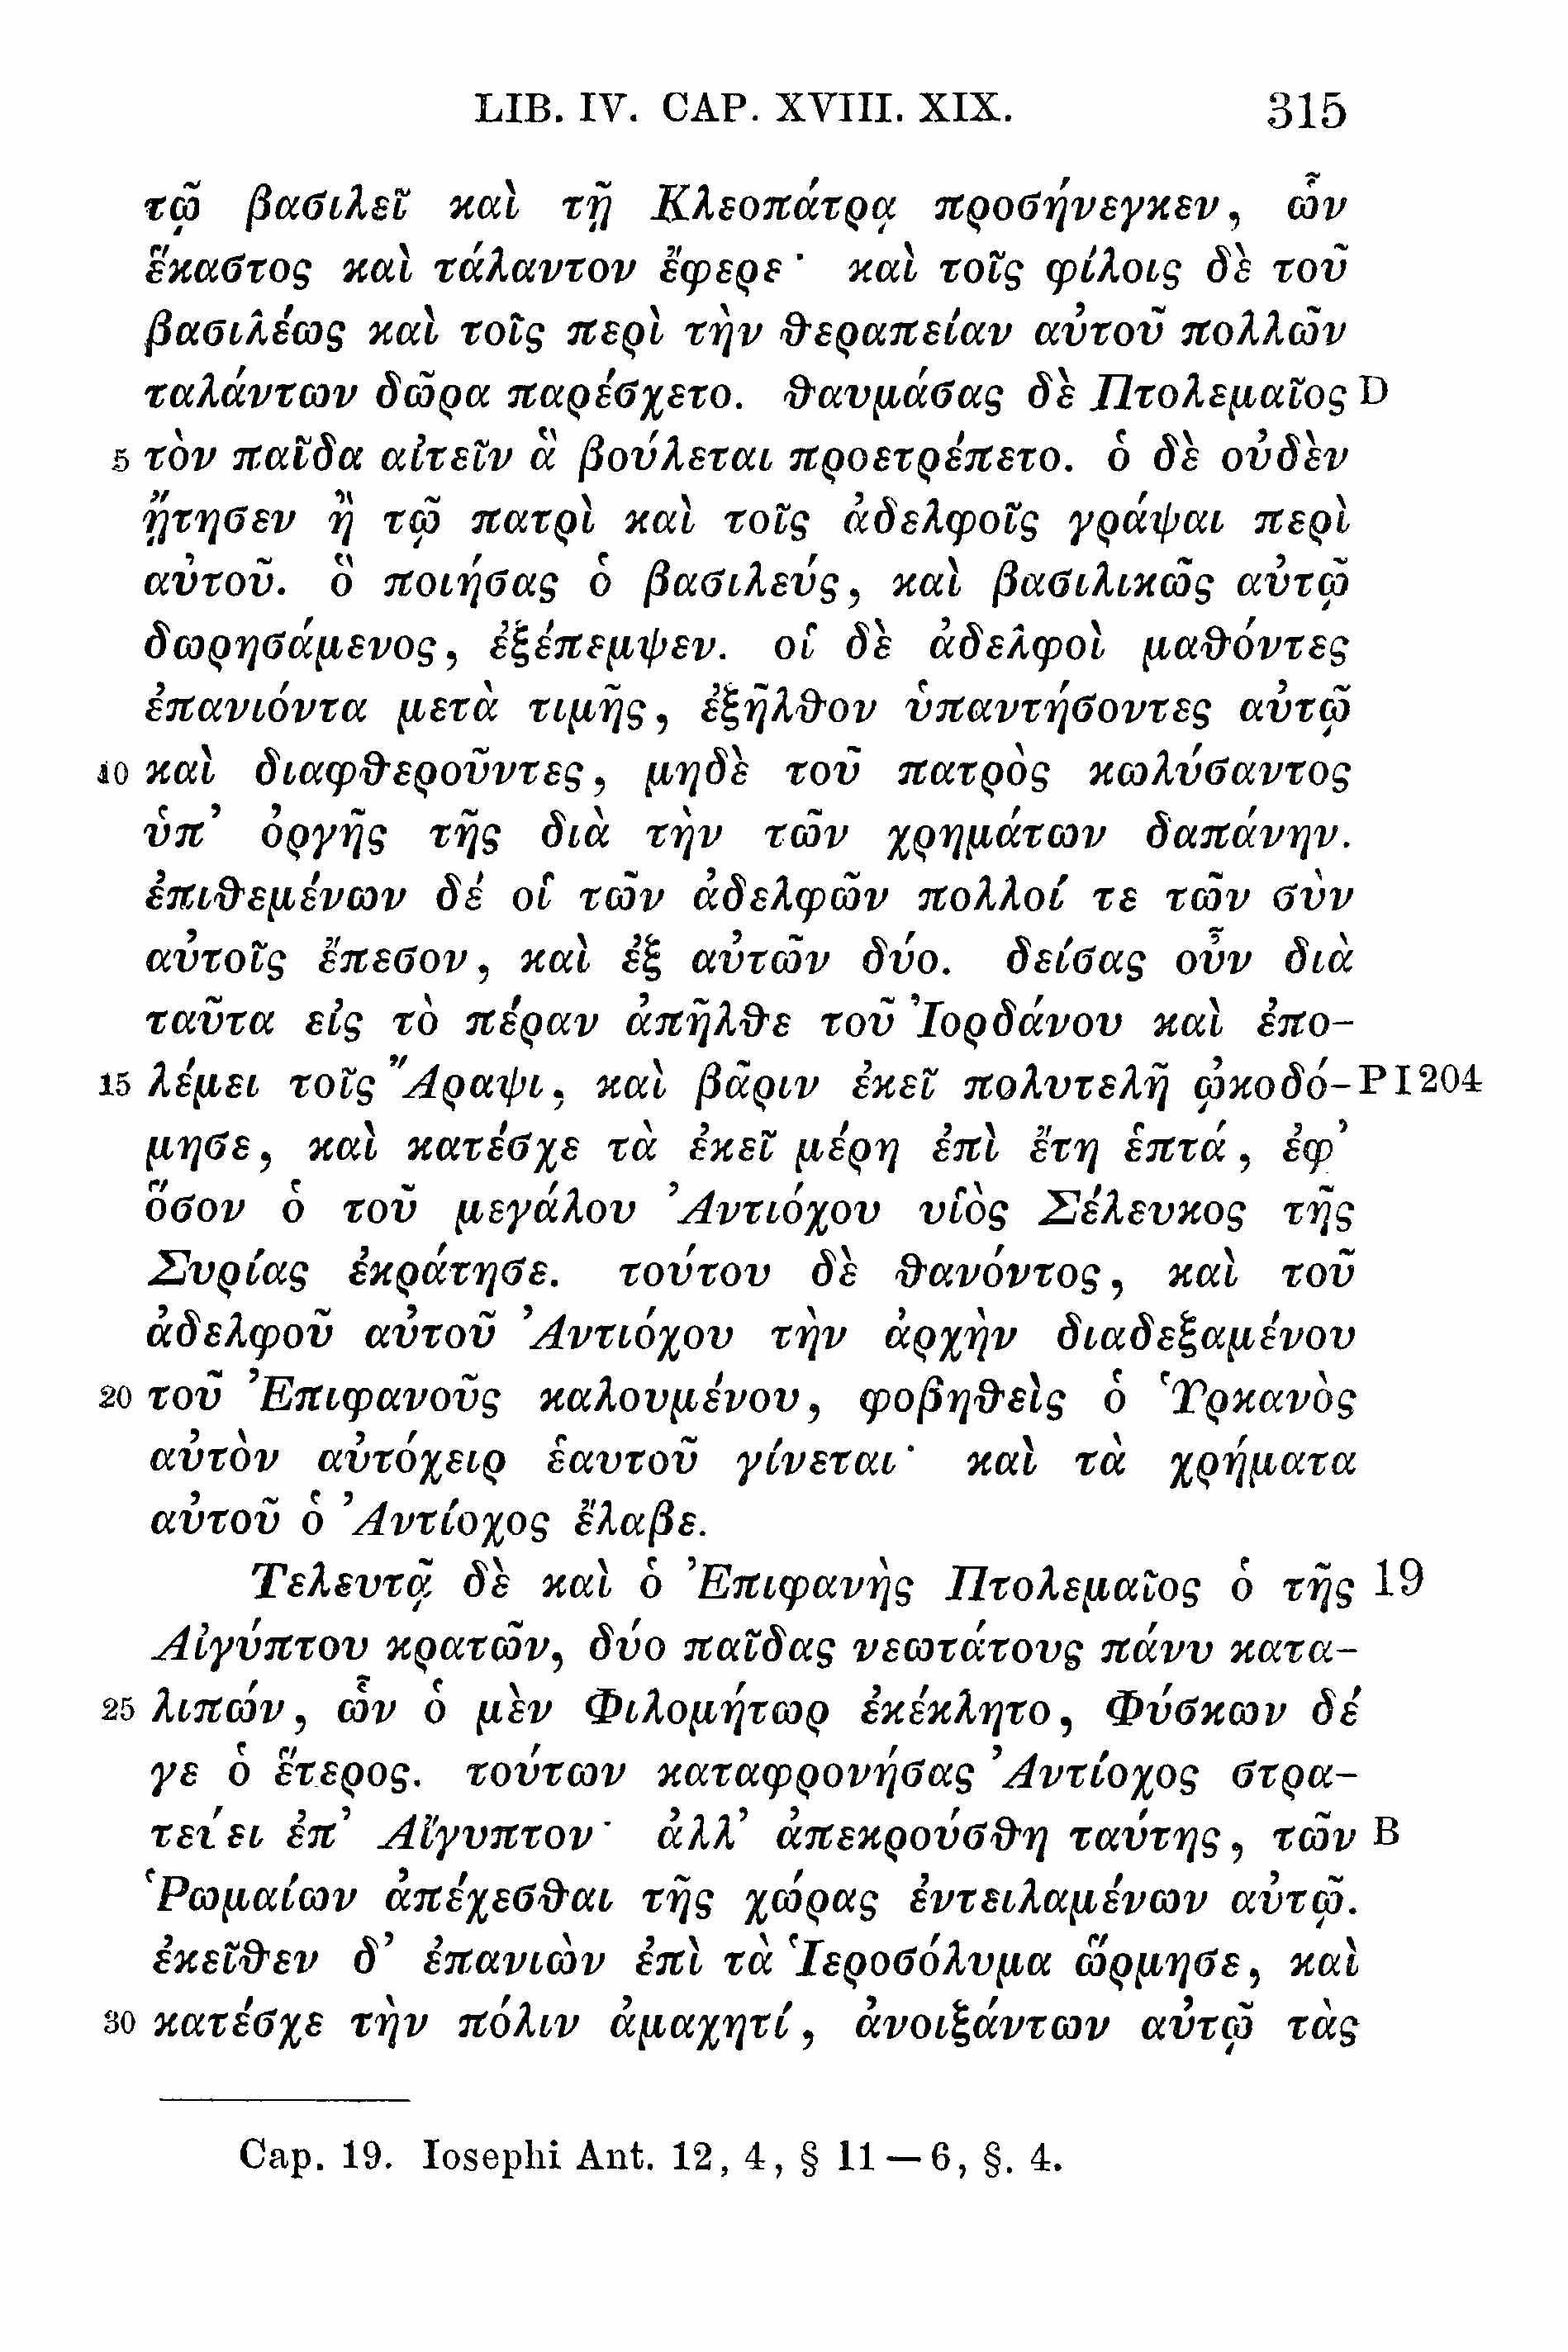 LIB. IV. CAP. XVIII. XIX. 315
τῷ βασιλεῖ καὶ τῇ Κλεοπάτρᾳ προσήνεγκεν, ὧν
ἕκαστος καὶ τάλαντον ἔφερε· καὶ τοῖς φίλοις δὲ τοῦ
βασιλέως καὶ τοῖς περὶ τὴν θεραπείαν αὐτοῦ πολλῶν
ταλάντων δῶρα παρέσχετο. θαυμάσας δὲ Πτολεμαῖος D
5 τὸν παῖδα αἰτεῖν ἃ βούλεται προετρέπετο. ὁ δὲ οὐδὲν
ᾔτησεν ἢ τῷ πατρὶ καὶ τοῖς ἀδελφοῖς γράψαι περὶ
αὐτοῦ. ὃ ποιήσας ὁ βασιλεύς, καὶ βασιλικῶς αὐτῷ
δωρησάμενος, ἐξέπεμψεν. οἱ δὲ ἀδελφοὶ μαθόντες
ἐπανιόντα μετὰ τιμῆς, ἐξῆλθον ὑπαντήσοντες αὐτῷ
10 καὶ διαφθεροῦντες, μηδὲ τοῦ πατρὸς κωλύσαντος
ὑπ’ ὀργῆς τῆς διὰ τὴν τῶν χρημάτων δαπάνην.
ἐπιθεμένων δέ οἱ τῶν ἀδελφῶν πολλοί τε τῶν σὺν
αὐτοῖς ἔπεσον, καὶ ἐξ αὐτῶν δύο. δείσας οὖν διὰ
ταῦτα εἰς τὸ πέραν ἀπῆλθε τοῦ Ἰορδάνου καὶ ἐπο-
15 λέμει τοῖς Ἄραψι, καὶ βᾶριν ἐκεῖ πολυτελῆ ᾠκοδό- P I 204
μησε, καὶ κατέσχε τὰ ἐκεῖ μέρη ἐπὶ ἔτη ἑπτά, ἐφ’
ὅσον ὁ τοῦ μεγάλου Ἀντιόχου υἱὸς Σέλευκος τῆς
Συρίας ἐκράτησε. τούτου δὲ θανόντος, καὶ τοῦ
ἀδελφοῦ αὐτοῦ Ἀντιόχου τὴν ἀρχὴν διαδεξαμένου
20 τοῦ Ἐπιφανοῦς καλουμένου, φοβηθεὶς ὁ Ὑρκανὸς
αὐτὸν αὐτόχειρ ἑαυτοῦ γίνεται· καὶ τὰ χρήματα
αὐτοῦ ὁ Ἀντίοχος ἔλαβε.
Τελευτᾷ δὲ καὶ ὁ Ἐπιφανὴς Πτολεμαῖος ὁ τῆς 19
Αἰγύπτου κρατῶν, δύο παῖδας νεωτάτους πάνυ κατα-
25 λιπών, ὧν ὁ μὲν Φιλομήτωρ ἐκέκλητο, Φύσκων δέ
γε ὁ ἕτερος. τούτων καταφρονήσας Ἀντίοχος στρα-
τεύει ἐπ’ Αἴγυπτον· ἀλλ’ ἀπεκρούσθη ταύτης, τῶν B
Ῥωμαίων ἀπέχεσθαι τῆς χώρας ἐντειλαμένων αὐτῷ.
ἐκεῖθεν δ’ ἐπανιὼν ἐπὶ τὰ Ἱεροσόλυμα ὥρμησε, καὶ
30 κατέσχε τὴν πόλιν ἀμαχητί, ἀνοιξάντων αὐτῷ τὰς
Cap. 19. Iosephi Ant. 12, 4, § 11 — 6, §. 4.